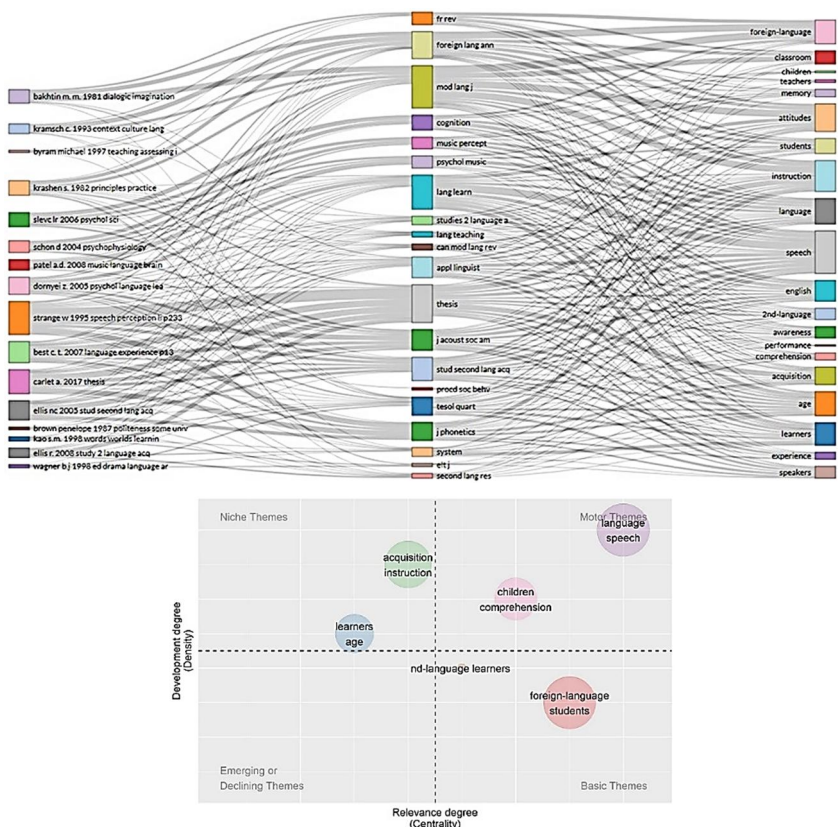 bakhtin m. m. 1981 dialogic imagination
kramsch c. 1993 context culture lang
byram michael 1997 teaching assessing i
krashen s. 1982 principles practice
slevc lr 2006 psychol sci
schon d 2004 psychophysiology
patel a.d. 2008 music language brain
dornyei z. 2005 psychol language lea
strange w 1995 speech perception li p233
best c. t. 2007 language experience p13
carlet a. 2017 thesis
ellis nc 2005 stud second lang acq
brown penelope 1987 politeness some univ
kao s.m. 1998 words worlds learnin
ellis r. 2008 study 2 language acq
wagner b j 1998 ed drama language ar
fr rev
foreign lang ann
mod lang j
cognition
music percept
psychol music
lang learn
studies 2 language a
lang teaching
can mod lang rev
appl linguist
thesis
j acoust soc am
stud second lang acq
procd soc behv
tesol quart
j phonetics
system
elt j
second lang res
foreign-language
classroom
children
teachers
memory
attitudes
students
instruction
language
speech
english
2nd-language
awareness
performance
comprehension
acquisition
age
learners
experience
speakers
Niche Themes
Motor Themes
language
speech
acquisition
instruction
children
comprehension
learners
age
nd-language learners
foreign-language
students
Emerging or
Declining Themes
Basic Themes
Development degree
(Density)
Relevance degree
(Centrality)